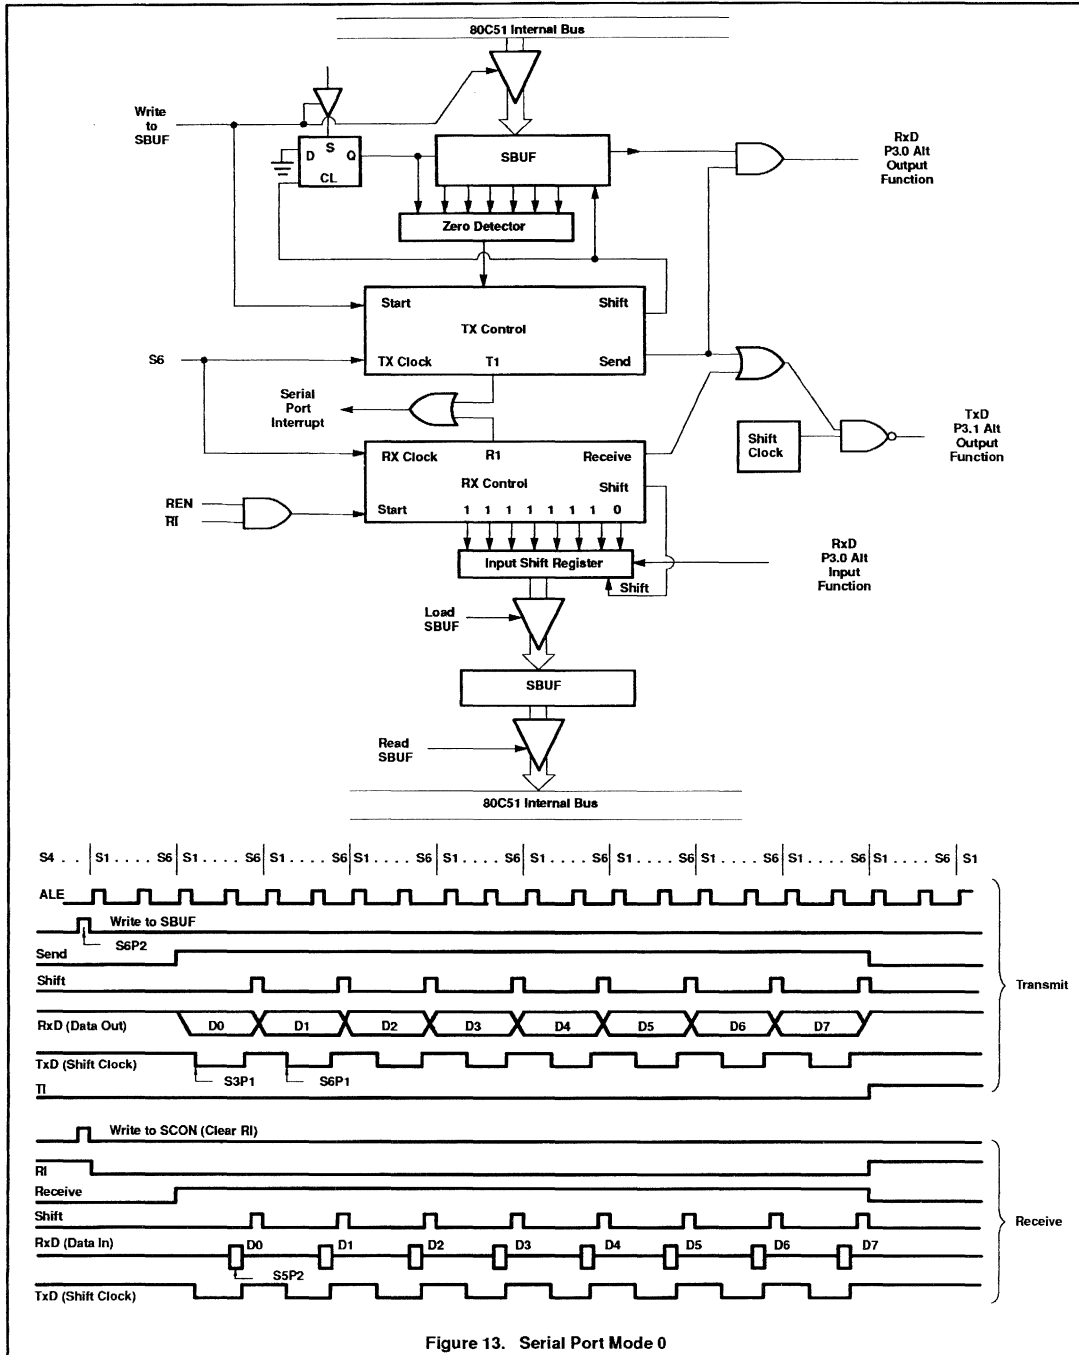 80C51 Internal Bus
Write
to
SBUF
S
D Q
CL
SBUF
RxD
P3.0 Alt
Output
Function
Zero Detector
Start Shift
TX Control
S6
TX Clock T1 Send
Serial
Port
Interrupt
Shift
Clock
TxD
P3.1 Alt
Output
Function
RX Clock R1 Receive
RX Control Shift
REN
RI
Start 1 1 1 1 1 1 1 0
RxD
P3.0 Alt
Input
Function
Input Shift Register
Shift
Load
SBUF
SBUF
Read
SBUF
80C51 Internal Bus
S4 . . S1 . . . . S6 S1 . . . . S6 S1 . . . . S6 S1 . . . . S6 S1 . . . . S6 S1 . . . . S6 S1 . . . . S6 S1 . . . . S6 S1 . . . . S6 S1 . . . . S6 S1
ALE
Write to SBUF
S6P2
Send
Shift
Transmit
RxD (Data Out) D0 D1 D2 D3 D4 D5 D6 D7
TxD (Shift Clock)
S3P1 S6P1
TI
Write to SCON (Clear RI)
RI
Receive
Shift
Receive
RxD (Data In) D0 D1 D2 D3 D4 D5 D6 D7
S5P2
TxD (Shift Clock)
Figure 13. Serial Port Mode 0